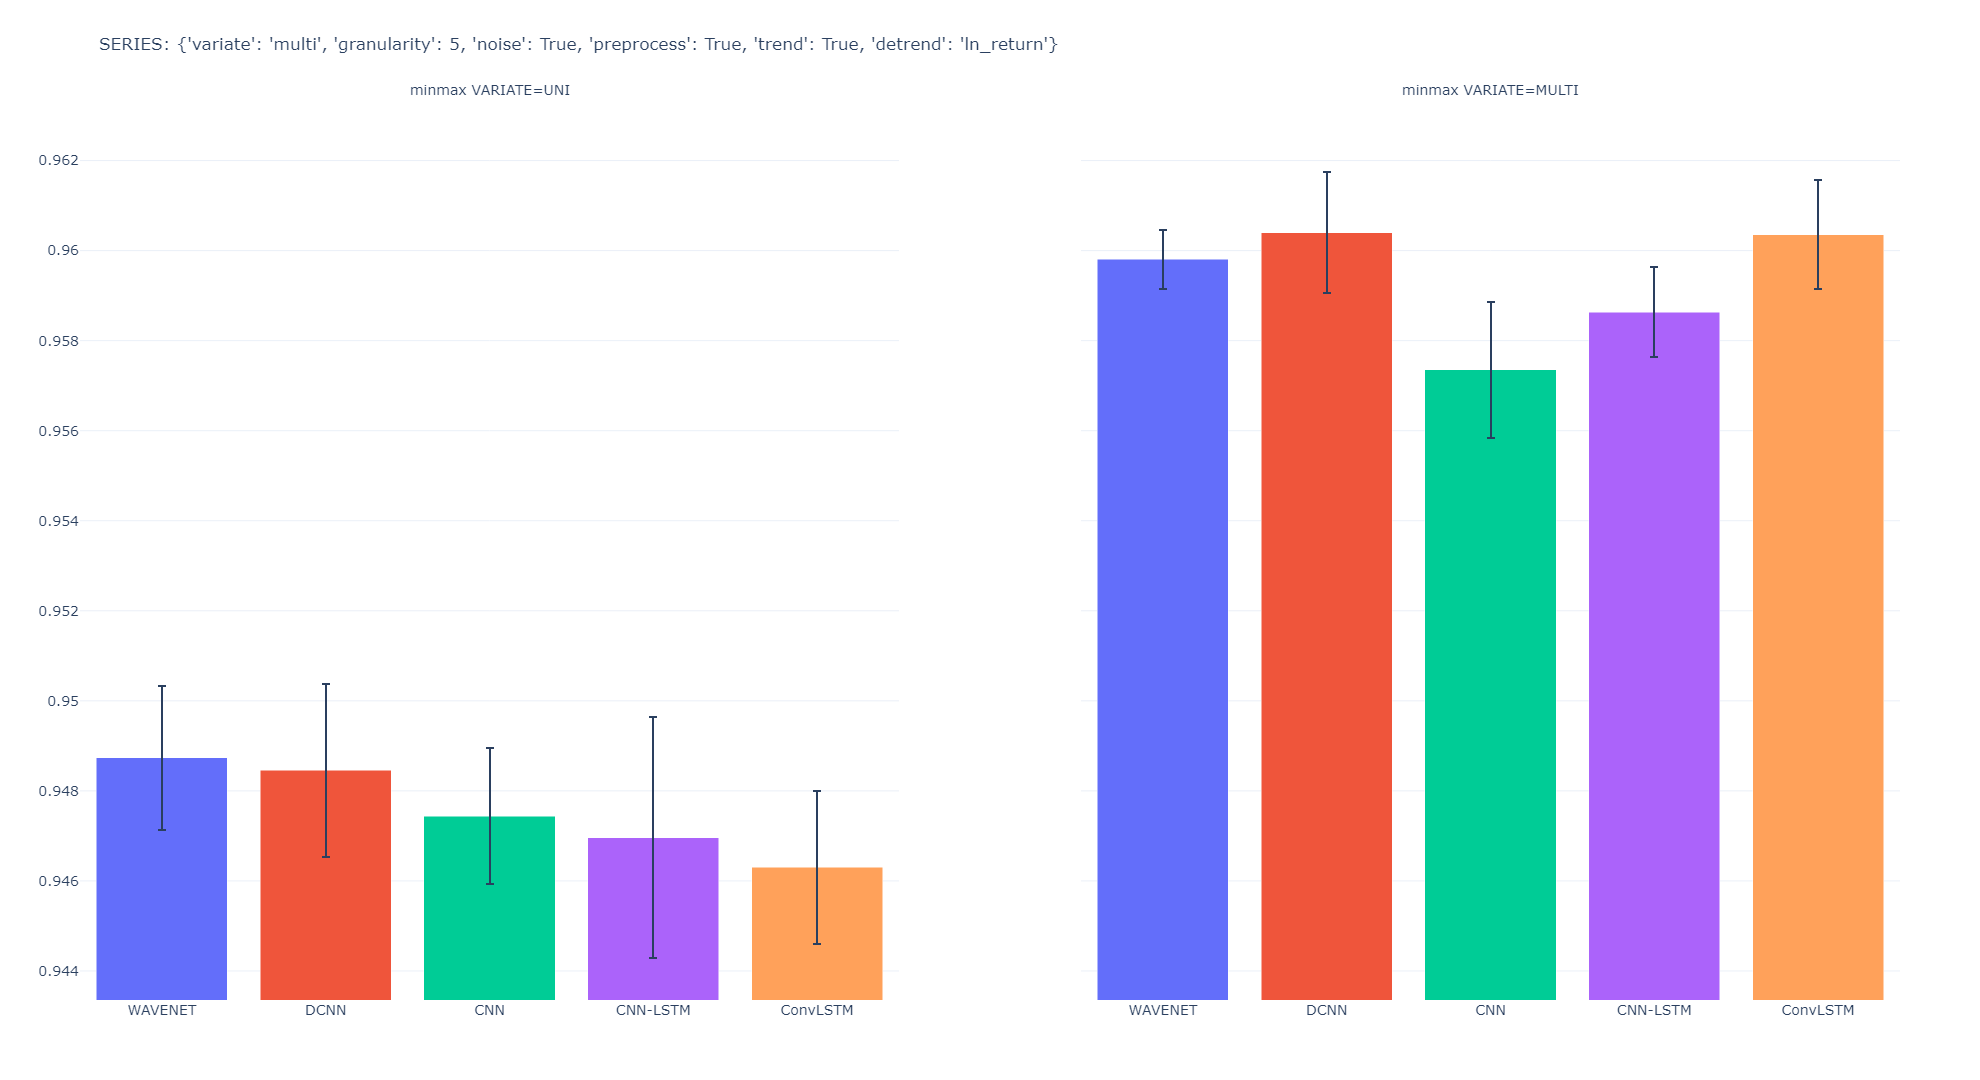 SERIES: {'variate': 'multi', 'granularity': 5, 'noise': True, 'preprocess': True, 'trend': True, 'detrend': 'ln_return'}
minmax VARIATE=UNI
minmax VARIATE=MULTI
0.962
0.96
0.958
0.956
0.954
0.952
0.95
0.948
0.946
0.944
WAVENET DCNN CNN CNN-LSTM ConvLSTM
WAVENET DCNN CNN CNN-LSTM ConvLSTM